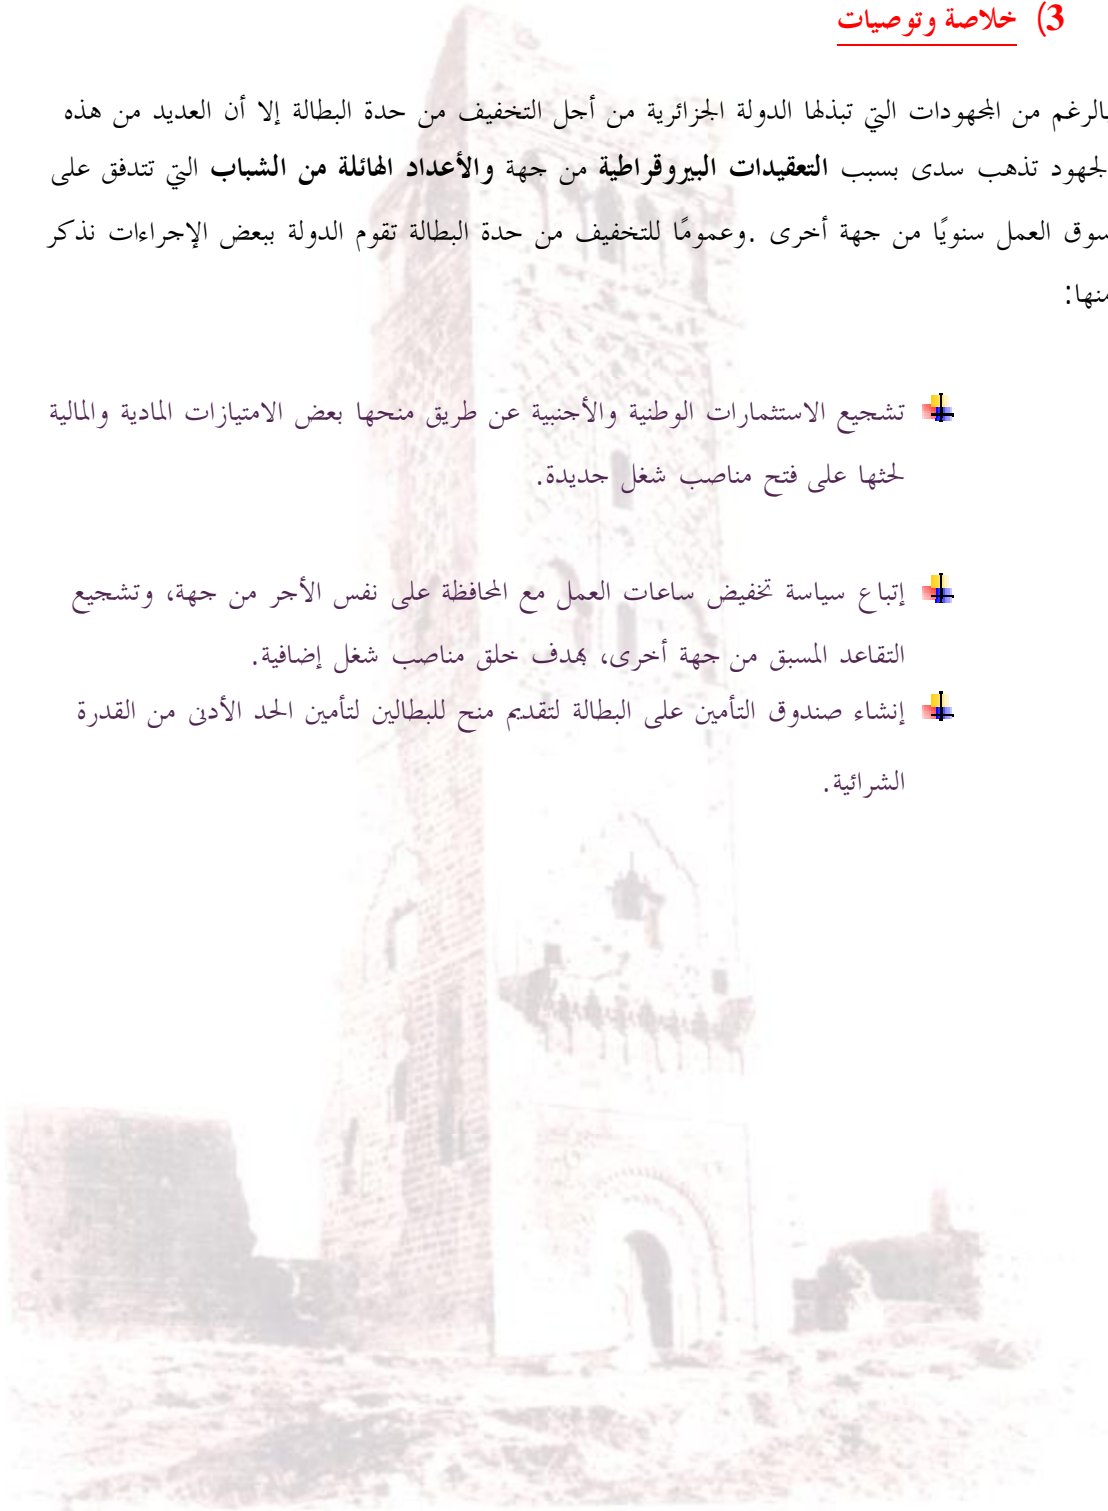 3) خلاصة وتوصيات
بالرغم من المجهودات التي تبذلها الدولة الجزائرية من أجل التخفيف من حدة البطالة إلا أن العديد من هذه
الجهود تذهب سدى بسبب التعقيدات البيروقراطية من جهة والأعداد الهائلة من الشباب التي تتدفق على
سوق العمل سنويًا من جهة أخرى .وعمومًا للتخفيف من حدة البطالة تقوم الدولة ببعض الإجراءات نذكر
منها:
تشجيع الاستثمارات الوطنية والأجنبية عن طريق منحها بعض الامتيازات المادية والمالية
لحثها على فتح مناصب شغل جديدة.
إتباع سياسة تخفيض ساعات العمل مع المحافظة على نفس الأجر من جهة، وتشجيع
التقاعد المسبق من جهة أخرى، بهدف خلق مناصب شغل إضافية.
إنشاء صندوق التأمين على البطالة لتقديم منح للبطالين لتأمين الحد الأدنى من القدرة
الشرائية.